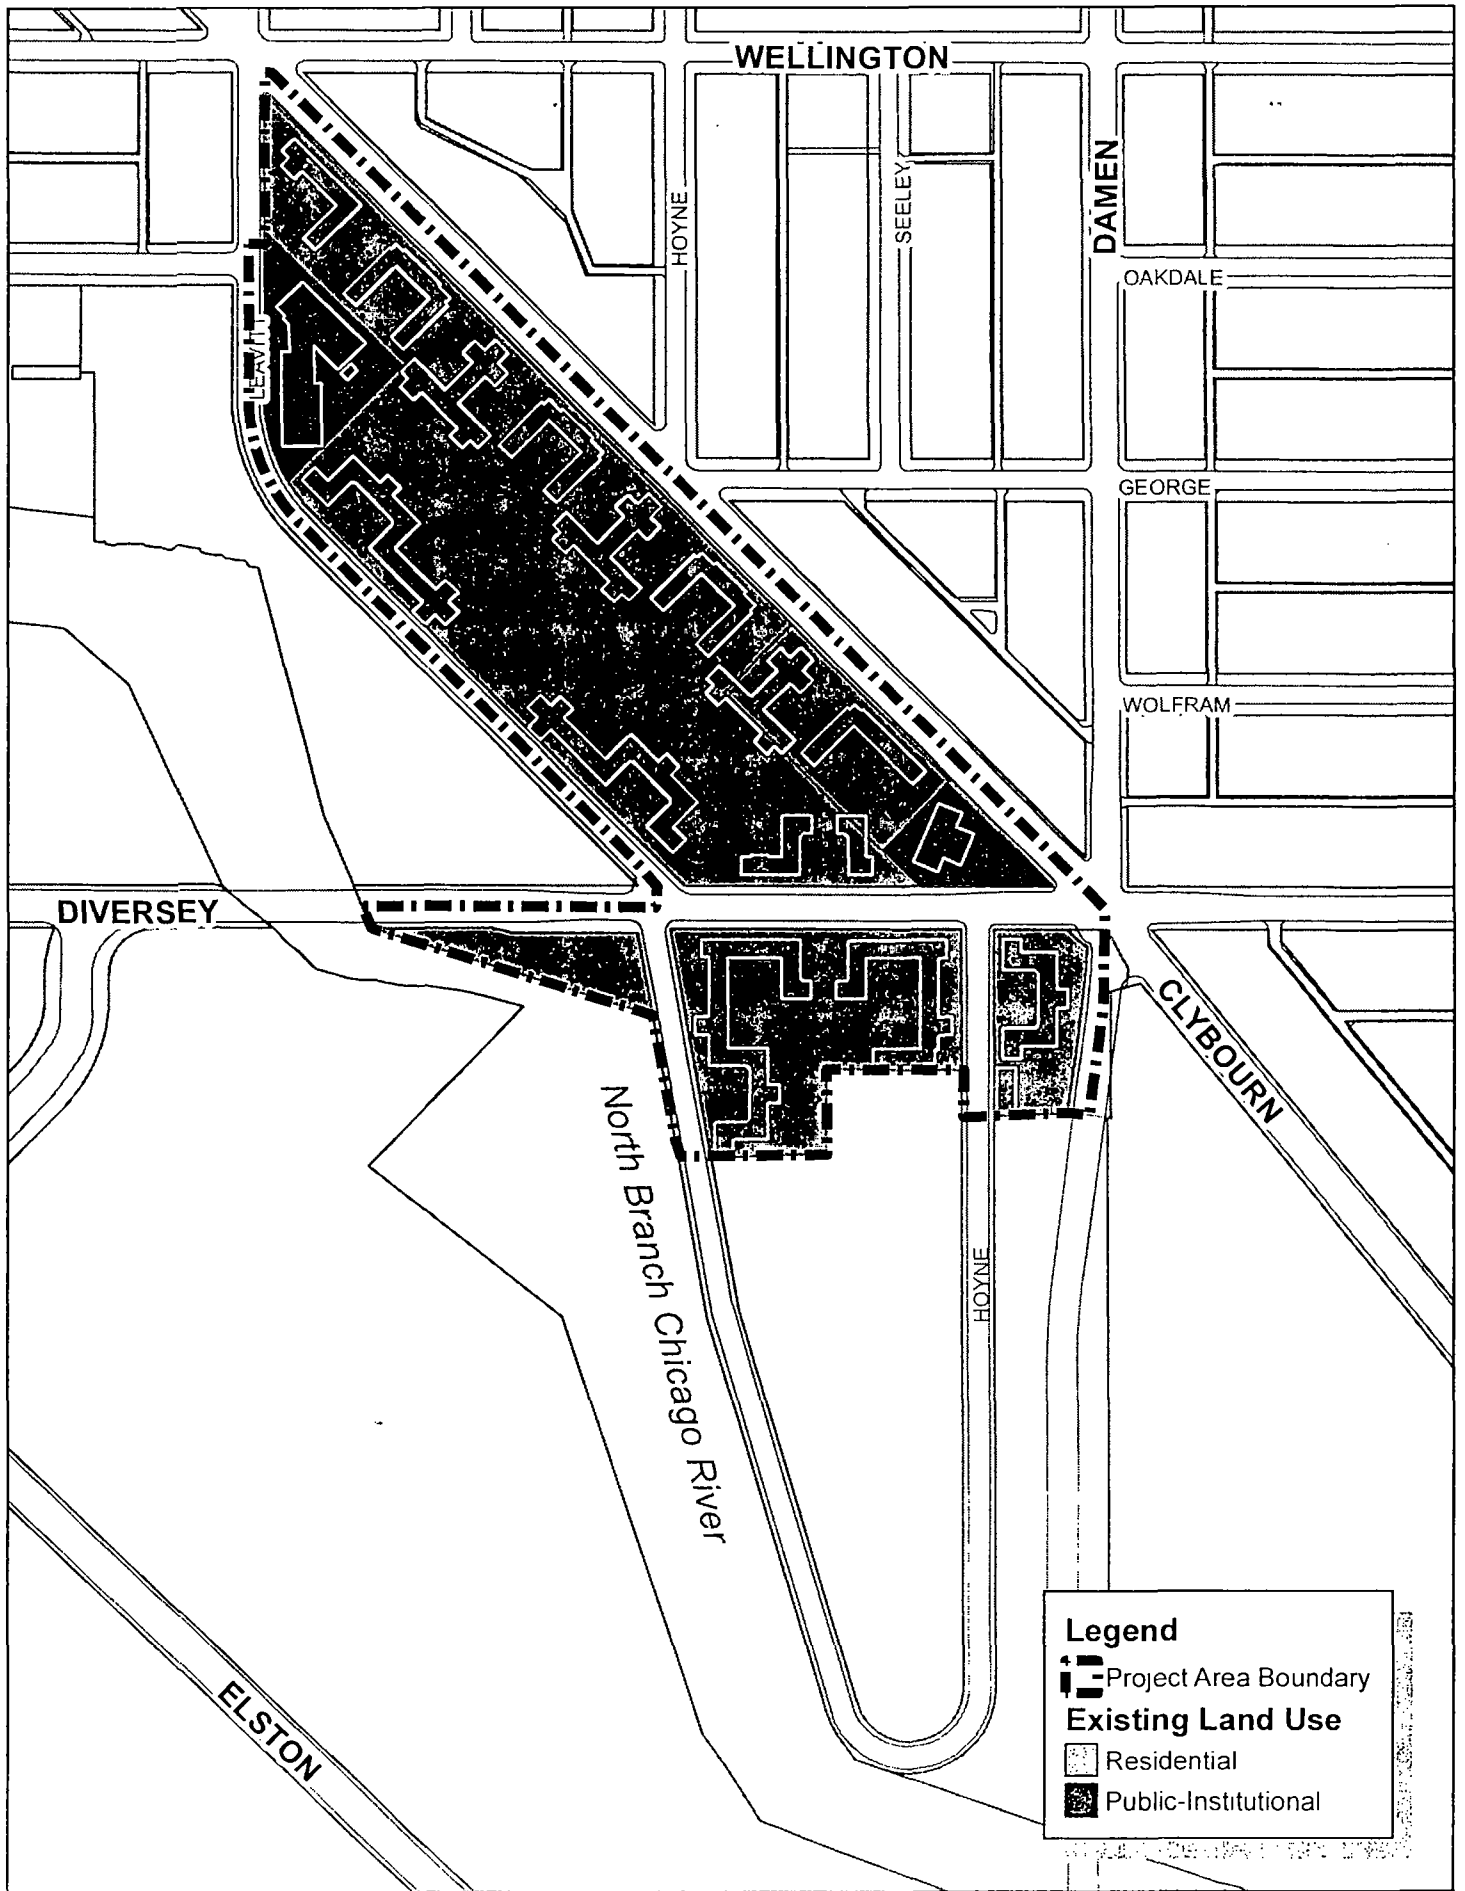 WELLINGTON
HOYNE
SEELEY
DAMEN
OAKDALE
LEAVITT
GEORGE
WOLFRAM
DIVERSEY
CLYBOURN
North Branch Chicago River
HOYNE
ELSTON
Legend
Project Area Boundary
Existing Land Use
Residential
Public-Institutional